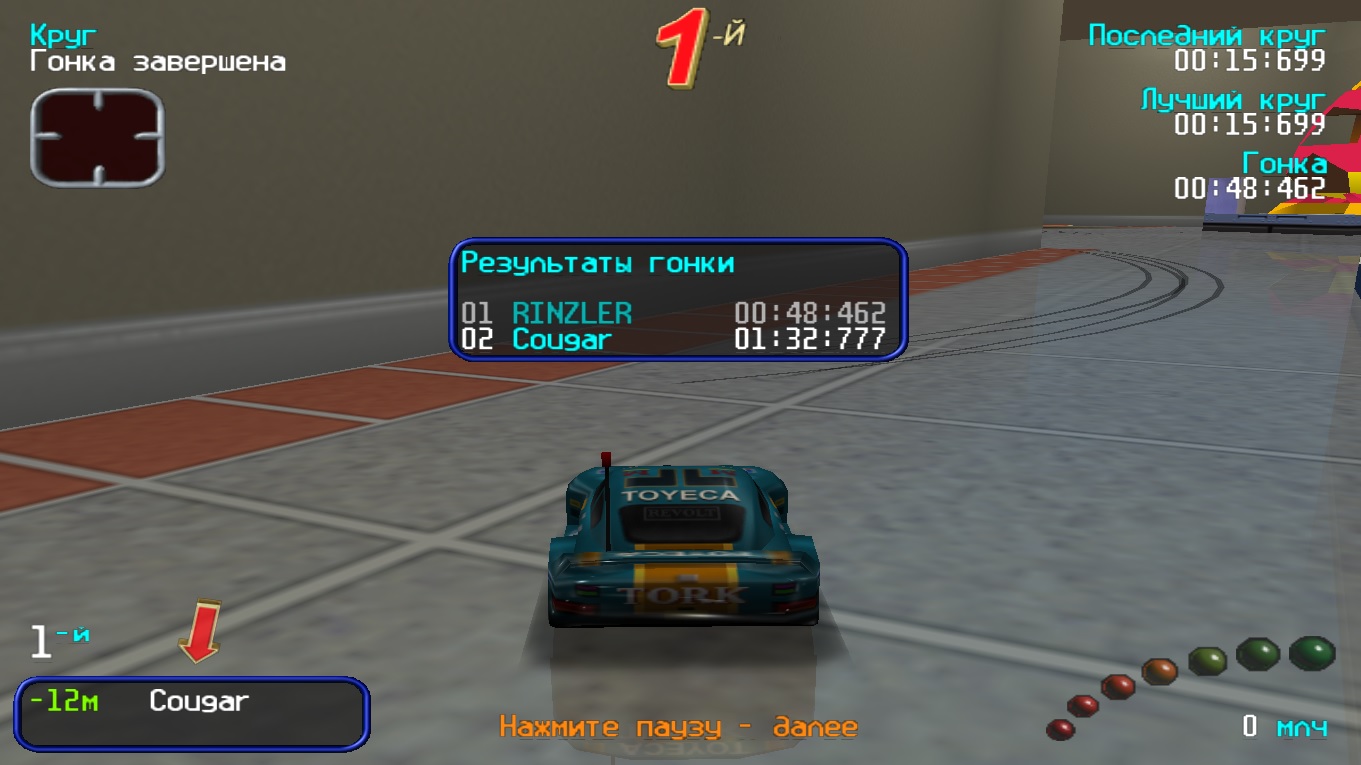 Круг
Гонка завершена
1-й
Последний круг
00:15:699
Лучший круг
00:15:699
Гонка
00:48:462
Результаты гонки
01 RINZLER 00:48:462
02 Cougar 01:32:777
TOYECA
REVOLT
TORK
1-й
-12м Cougar
Нажмите паузу - далее
0 млч